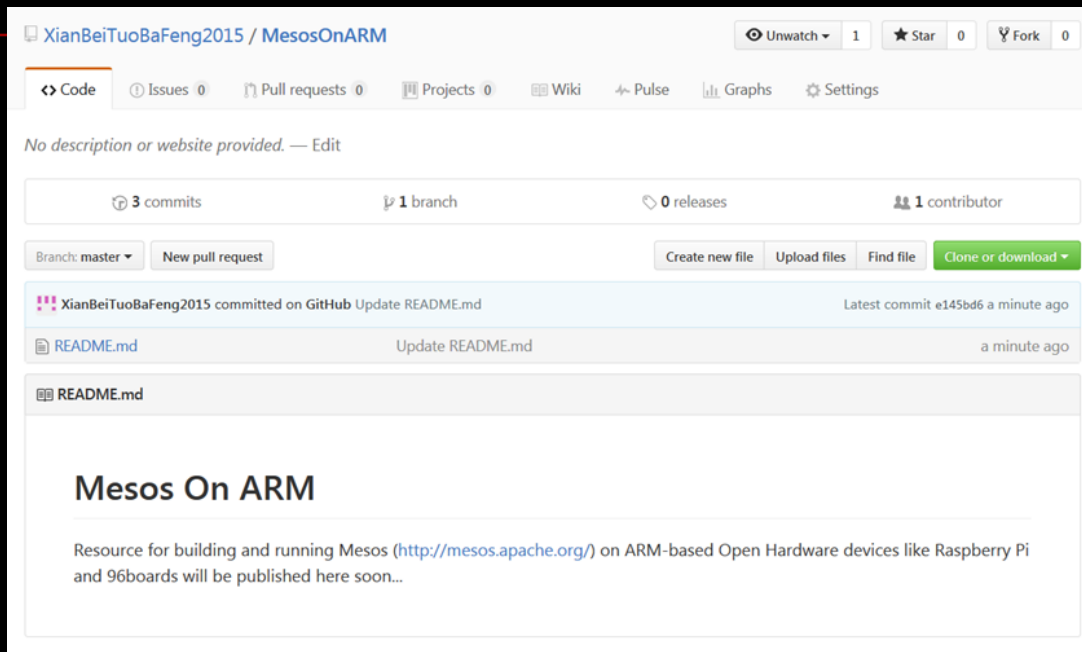 XianBeiTuoBaFeng2015 / MesosOnARM Unwatch 1 Star 0 Fork 0
Code Issues 0 Pull requests 0 Projects 0 Wiki Pulse Graphs Settings
No description or website provided. — Edit
3 commits 1 branch 0 releases 1 contributor
Branch: master New pull request Create new file Upload files Find file Clone or download
XianBeiTuoBaFeng2015 committed on GitHub Update README.md Latest commit e145bd6 a minute ago
README.md Update README.md a minute ago
README.md
Mesos On ARM
Resource for building and running Mesos (http://mesos.apache.org/) on ARM-based Open Hardware devices like Raspberry Pi
and 96boards will be published here soon...